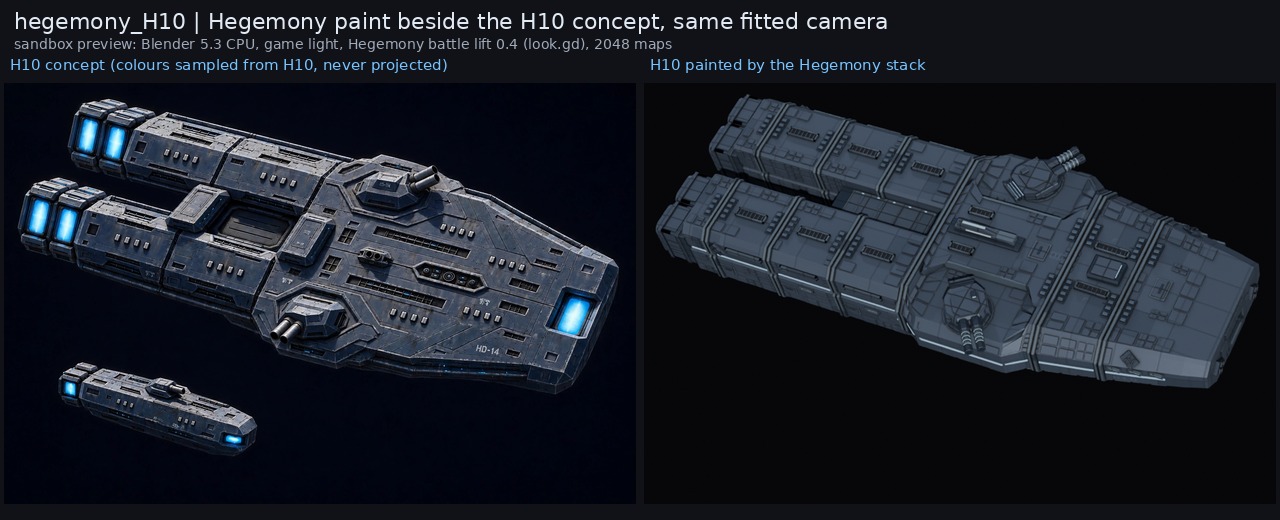 hegemony_H10 | Hegemony paint beside the H10 concept, same fitted camera
sandbox preview: Blender 5.3 CPU, game light, Hegemony battle lift 0.4 (look.gd), 2048 maps
H10 concept (colours sampled from H10, never projected)
H10 painted by the Hegemony stack
HD-14